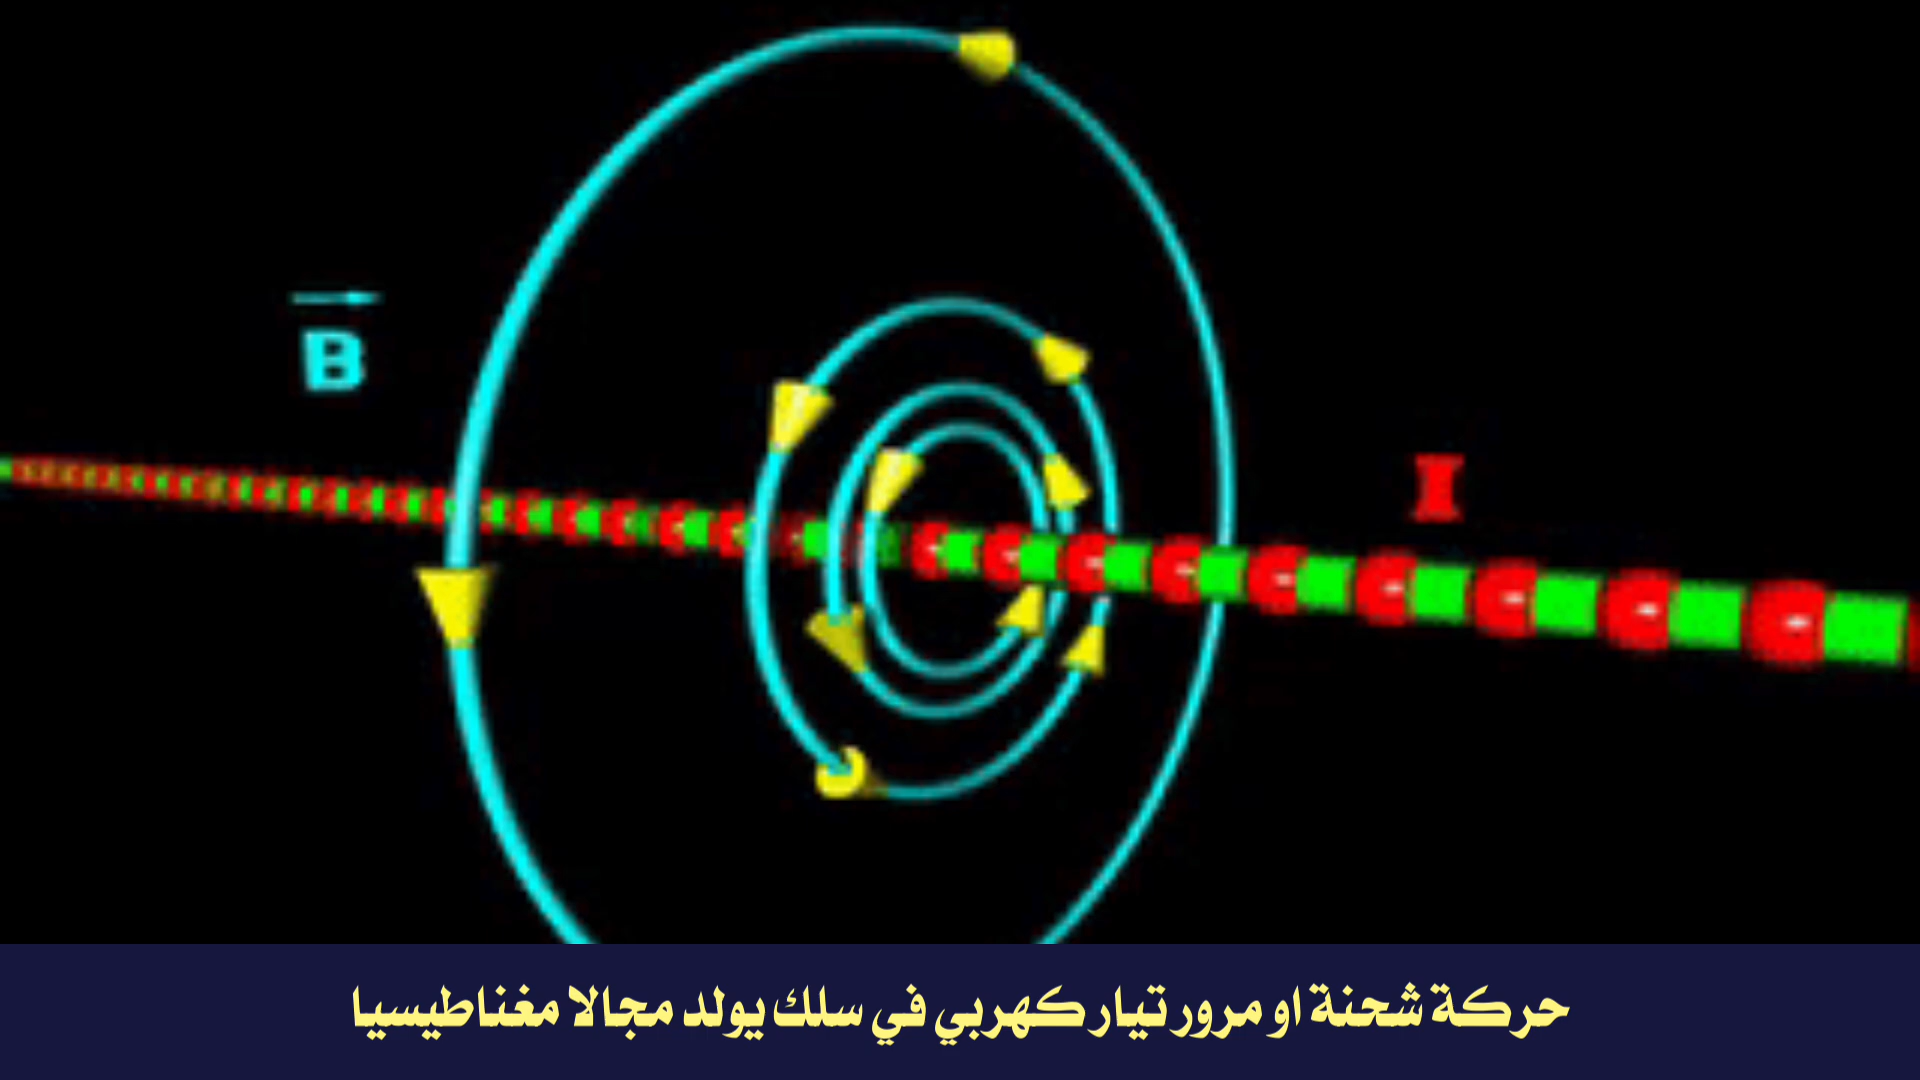 B
I
حركة شحنة او مرور تيار كهربي في سلك يولد مجالا مغناطيسيا